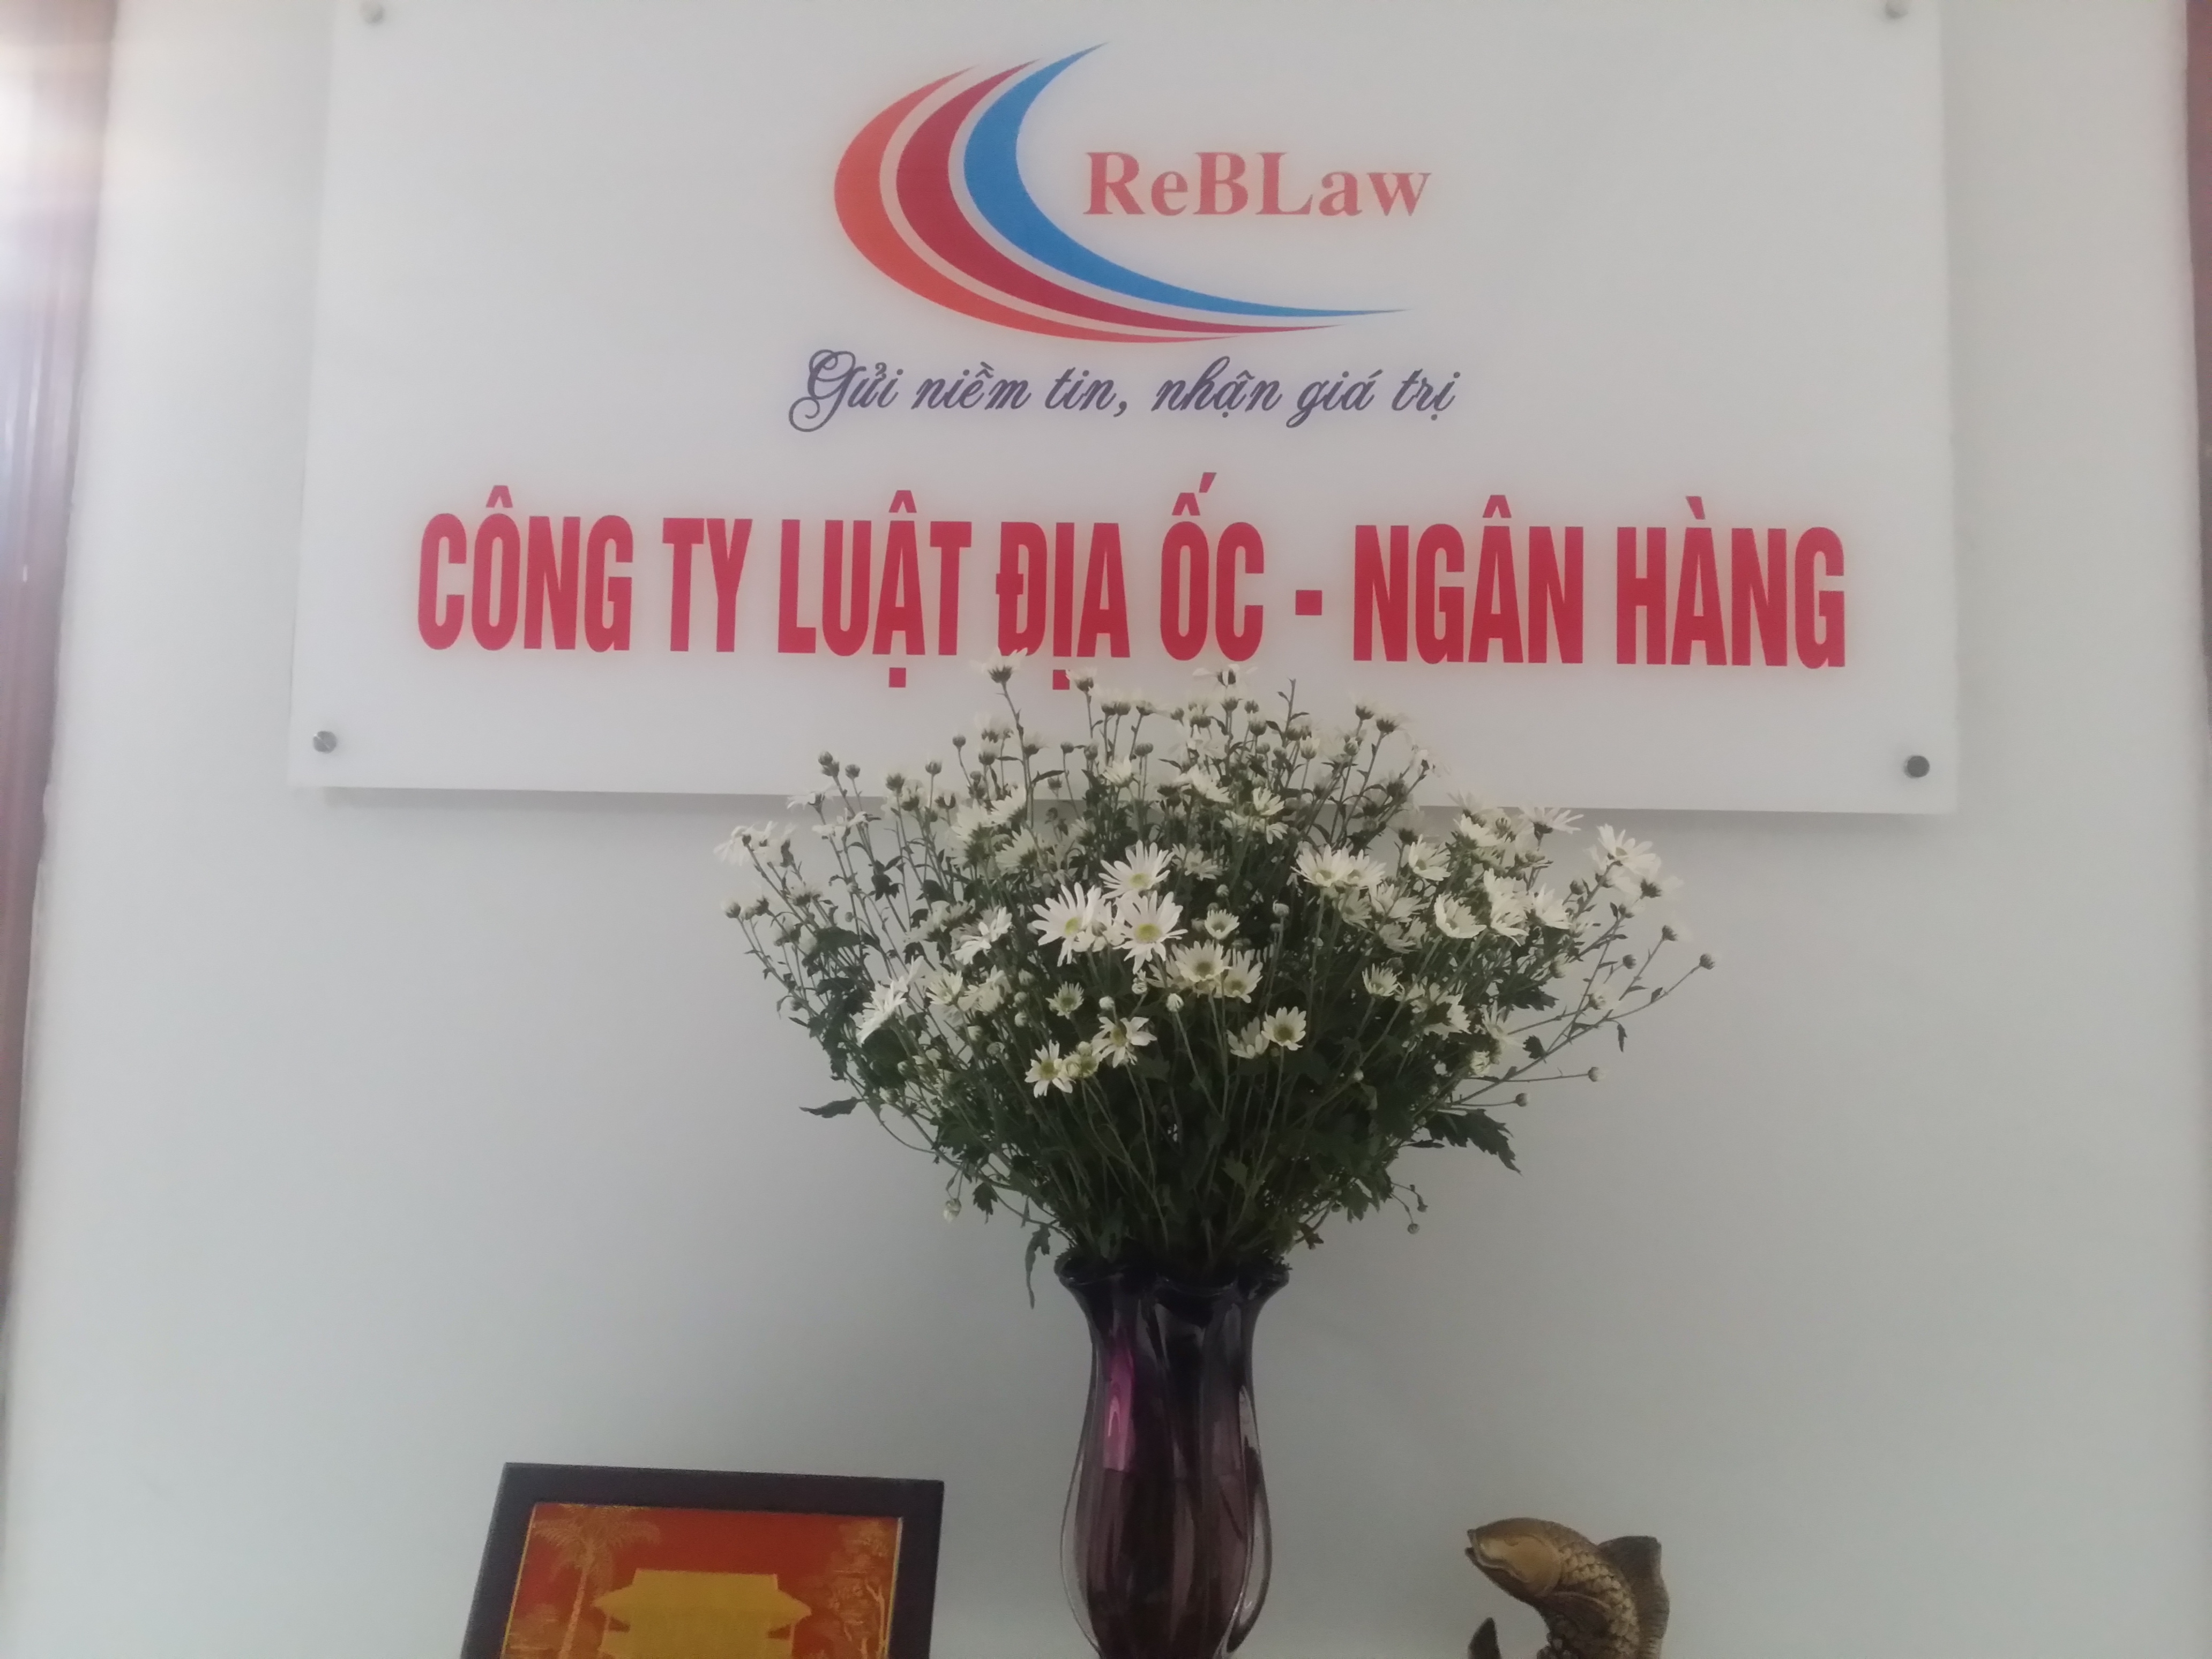 ReBLaw
Gửi niềm tin, nhận giá trị
CÔNG TY LUẬT ĐỊA ỐC - NGÂN HÀNG